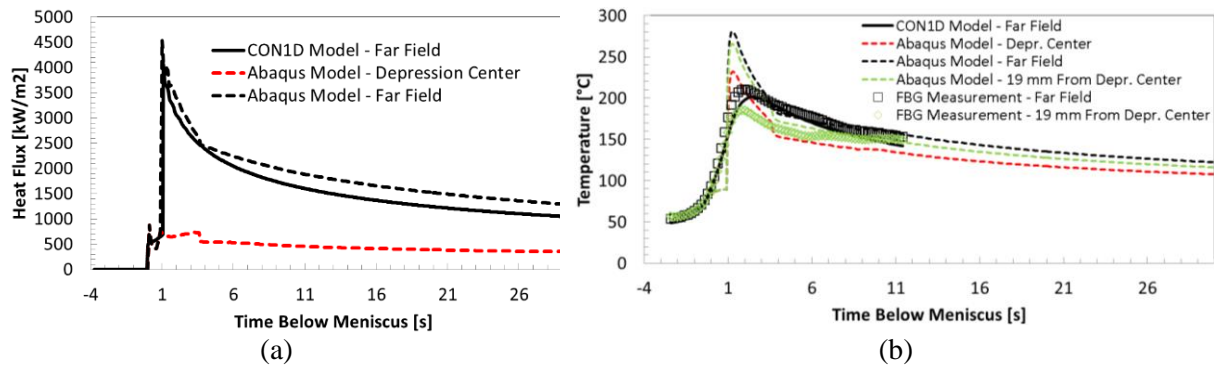 5000
4500
4000
3500
3000
2500
2000
1500
1000
500
0
Heat Flux [kW/m2]
CON1D Model - Far Field
Abaqus Model - Depression Center
Abaqus Model - Far Field
-4 1 6 11 16 21 26
Time Below Meniscus [s]
(a)
300
250
200
150
100
50
0
Temperature [°C]
CON1D Model - Far Field
Abaqus Model - Depr. Center
Abaqus Model - Far Field
Abaqus Model - 19 mm From Depr. Center
FBG Measurement - Far Field
FBG Measurement - 19 mm From Depr. Center
-4 1 6 11 16 21 26
Time Below Meniscus [s]
(b)